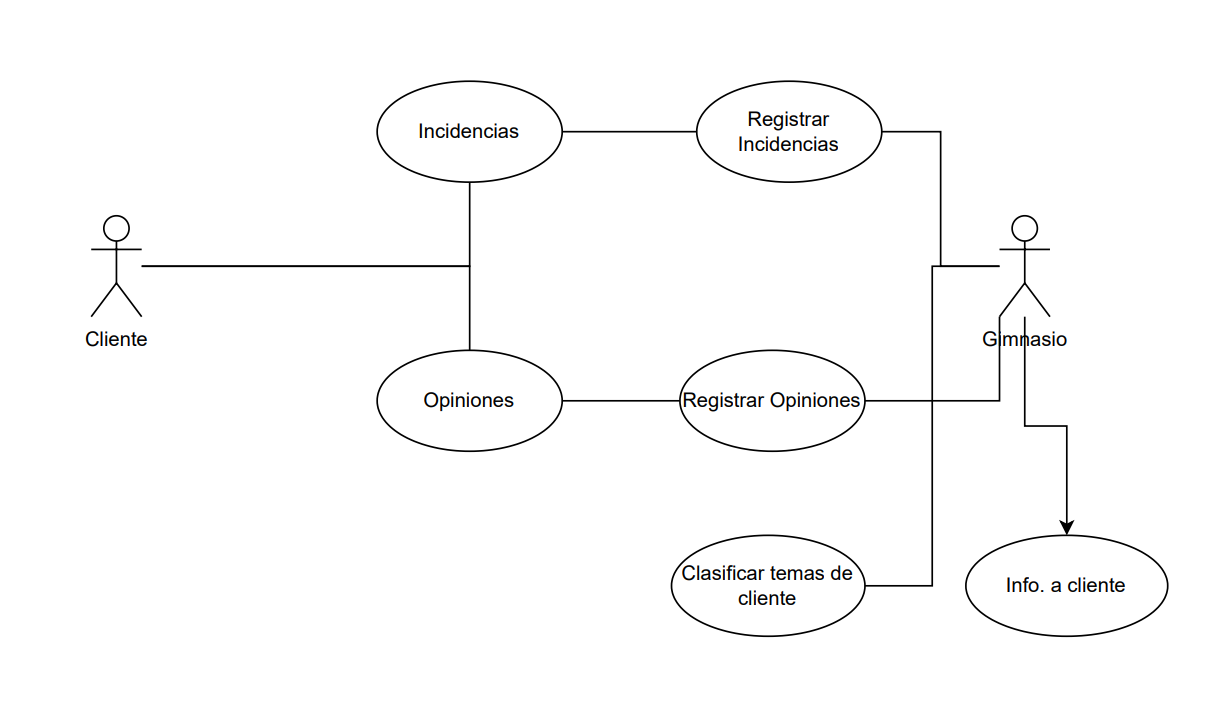 Incidencias
Registrar
Incidencias
Cliente
Gimnasio
Opiniones
Registrar Opiniones
Clasificar temas de
cliente
Info. a cliente